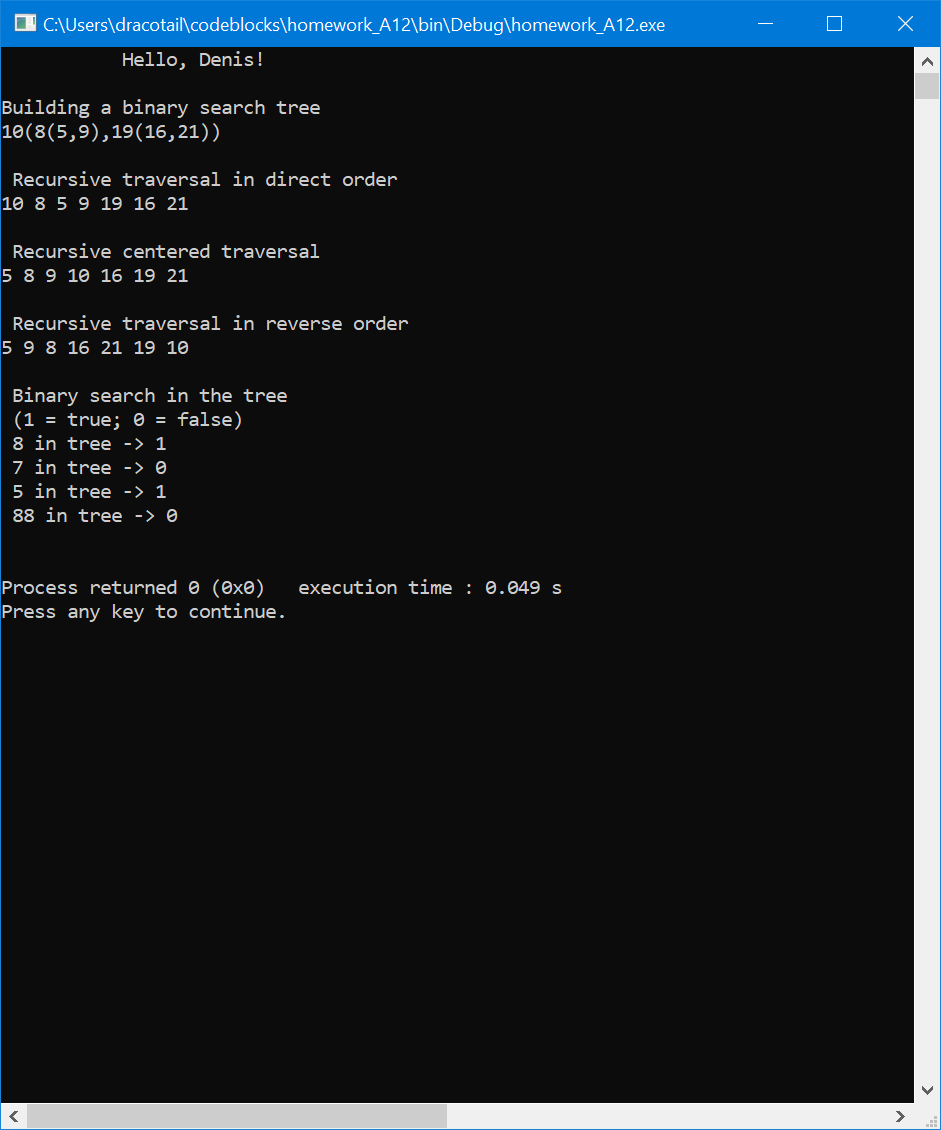 C:\Users\dracotail\codeblocks\homework_A12\bin\Debug\homework_A12.exe
Hello, Denis!
Building a binary search tree
10(8(5,9),19(16,21))
Recursive traversal in direct order
10 8 5 9 19 16 21
Recursive centered traversal
5 8 9 10 16 19 21
Recursive traversal in reverse order
5 9 8 16 21 19 10
Binary search in the tree
(1 = true; 0 = false)
8 in tree -> 1
7 in tree -> 0
5 in tree -> 1
88 in tree -> 0
Process returned 0 (0x0)   execution time : 0.049 s
Press any key to continue.